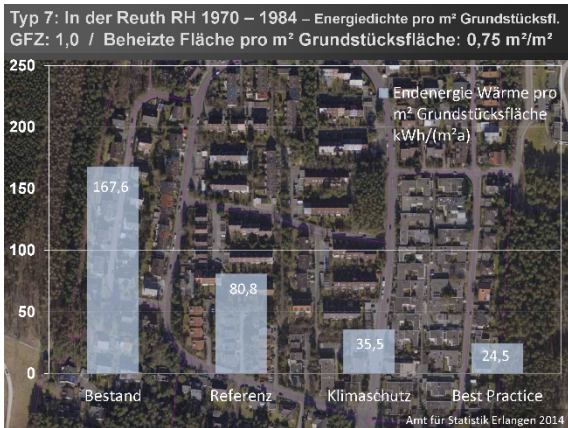 Typ 7: In der Reuth RH 1970 – 1984 – Energiedichte pro m² Grundstücksfl.
GFZ: 1,0 / Beheizte Fläche pro m² Grundstücksfläche: 0,75 m²/m²
250
Endenergie Wärme pro
m² Grundstücksfläche
kWh/(m²a)
200
150
167,6
100
80,8
50
35,5
24,5
0
Bestand Referenz Klimaschutz Best Practice
Amt für Statistik Erlangen 2014